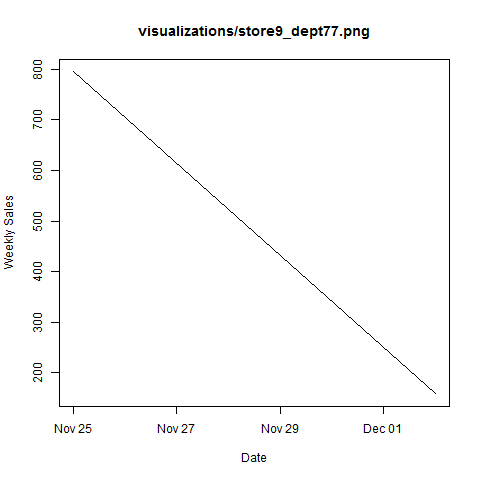 visualizations/store9_dept77.png
Weekly Sales
800
700
600
500
400
300
200
Nov 25 Nov 27 Nov 29 Dec 01
Date